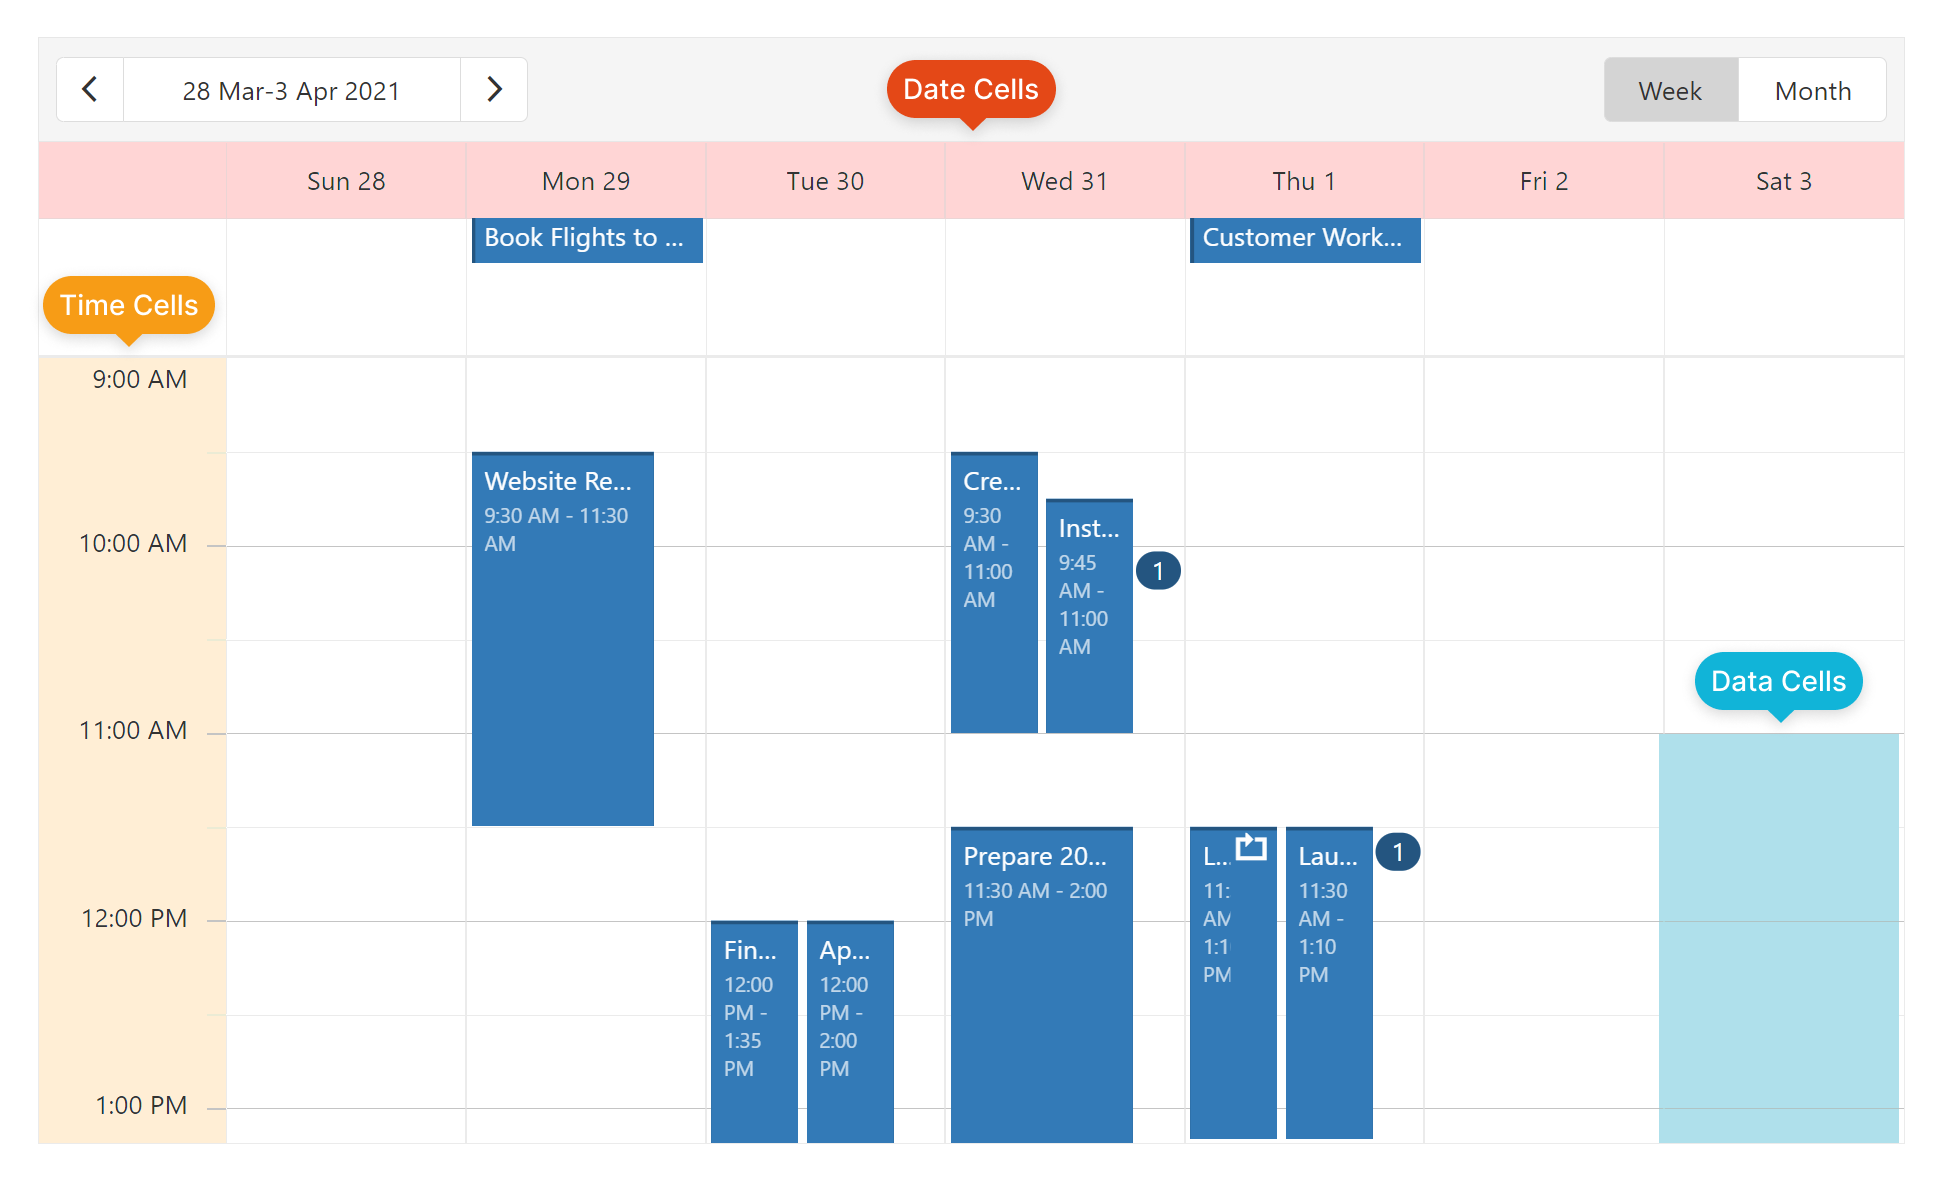 28 Mar-3 Apr 2021
Date Cells
Week
Month
Sun 28
Mon 29
Tue 30
Wed 31
Thu 1
Fri 2
Sat 3
Book Flights to ...
Customer Work...
Time Cells
9:00 AM
10:00 AM
11:00 AM
12:00 PM
1:00 PM
Website Re...
9:30 AM - 11:30
AM
Cre...
9:30
AM -
11:00
AM
Inst...
9:45
AM -
11:00
AM
1
Data Cells
Prepare 20...
11:30 AM - 2:00
PM
L...
11:
AM
1:1
PM
Lau...
11:30
AM -
1:10
PM
1
Fin...
12:00
PM -
1:35
PM
Ap...
12:00
PM -
2:00
PM